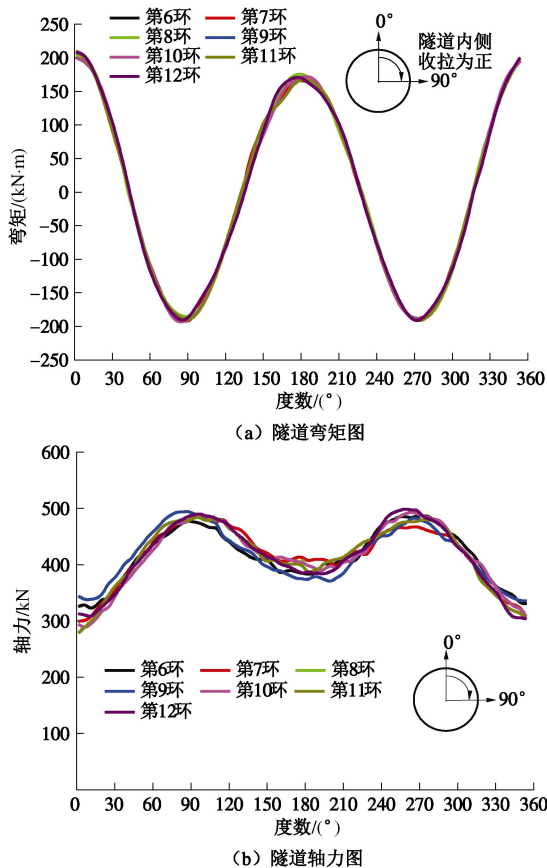 第6环 第7环
第8环 第9环
第10环 第11环
第12环
0°
90°
隧道内侧
收拉为正
弯矩/(kN·m)
250
200
150
100
50
0
−50
−100
−150
−200
−250
0 30 60 90 120 150 180 210 240 270 300 330 360
度数/(°)
(a) 隧道弯矩图
轴力/kN
600
500
400
300
200
100
第6环 第7环 第8环
第9环 第10环 第11环
第12环
0°
90°
0 30 60 90 120 150 180 210 240 270 300 330 360
度数/(°)
(b) 隧道轴力图